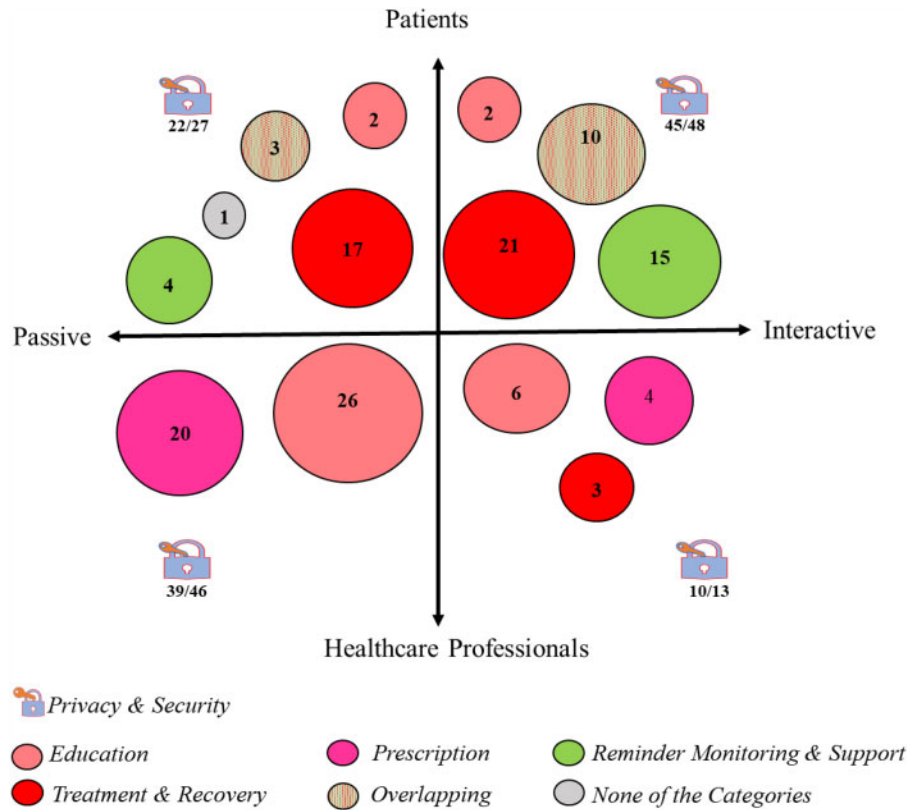 Patients
22/27
45/48
2
2
3
10
1
17
21
15
4
Passive
Interactive
26
6
4
20
3
39/46
10/13
Healthcare Professionals
Privacy & Security
Education
Prescription
Reminder Monitoring & Support
Treatment & Recovery
Overlapping
None of the Categories